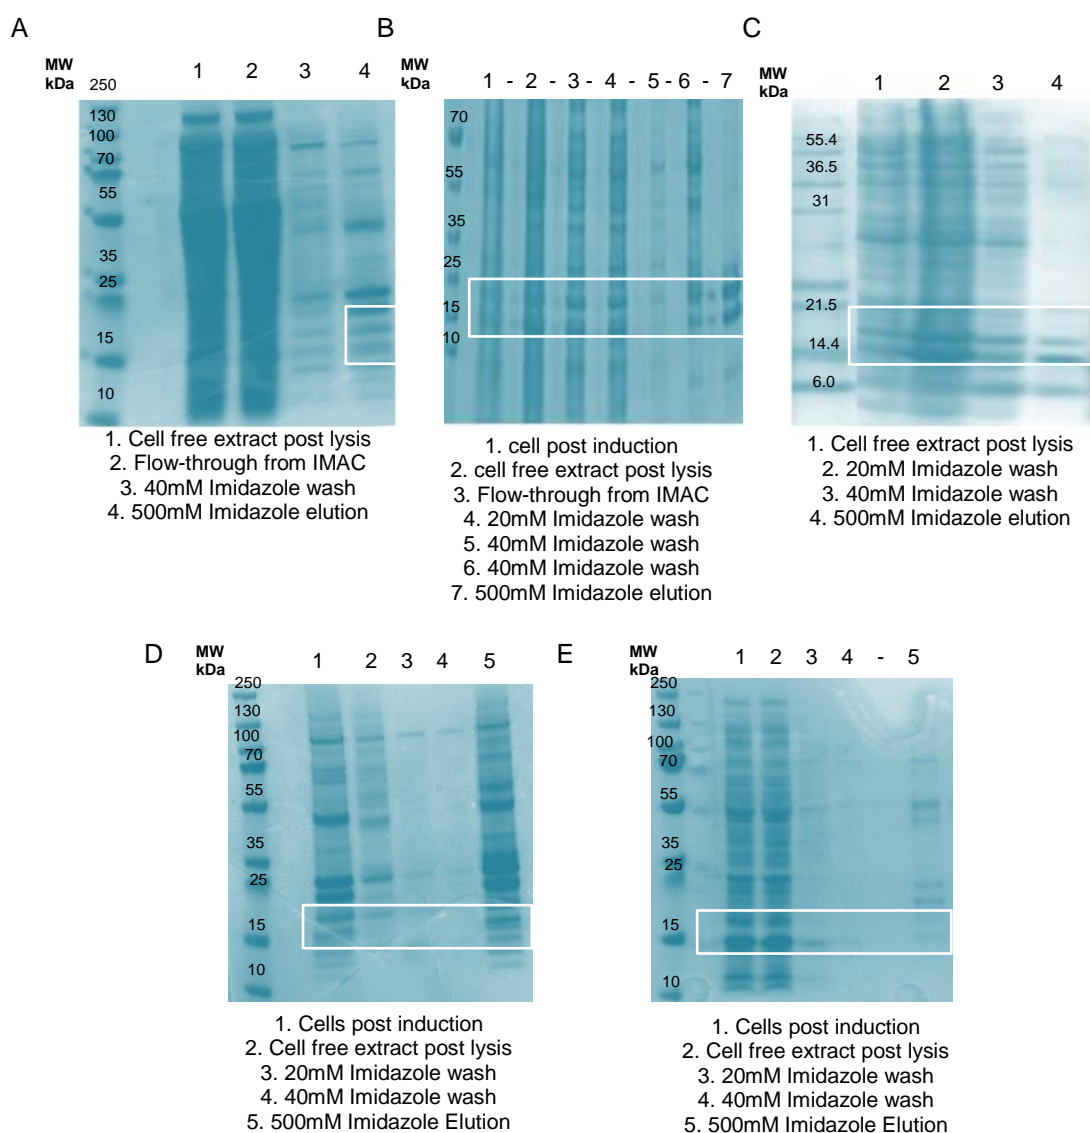 A
MW
kDa
1 2 3 4
250
130
100
70
55
35
25
15
10
1. Cell free extract post lysis
2. Flow-through from IMAC
3. 40mM Imidazole wash
4. 500mM Imidazole elution
B
MW
kDa
1 - 2 - 3 - 4 - 5 - 6 - 7
70
55
35
25
15
10
1. cell post induction
2. cell free extract post lysis
3. Flow-through from IMAC
4. 20mM Imidazole wash
5. 40mM Imidazole wash
6. 40mM Imidazole wash
7. 500mM Imidazole elution
C
MW
kDa
1 2 3 4
55.4
36.5
31
21.5
14.4
6.0
1. Cell free extract post lysis
2. 20mM Imidazole wash
3. 40mM Imidazole wash
4. 500mM Imidazole elution
D
MW
kDa
1 2 3 4 5
250
130
100
70
55
35
25
15
10
1. Cells post induction
2. Cell free extract post lysis
3. 20mM Imidazole wash
4. 40mM Imidazole wash
5. 500mM Imidazole Elution
E
MW
kDa
1 2 3 4 - 5
250
130
100
70
55
35
25
15
10
1. Cells post induction
2. Cell free extract post lysis
3. 20mM Imidazole wash
4. 40mM Imidazole wash
5. 500mM Imidazole Elution